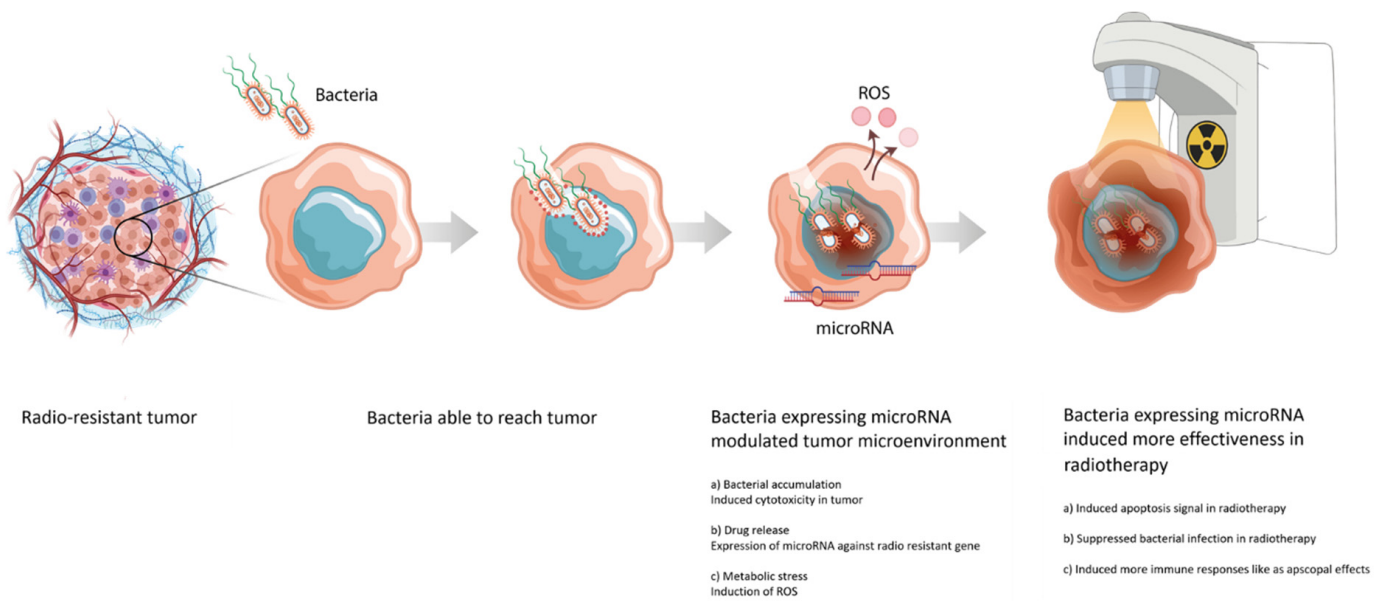 Bacteria
ROS
microRNA
Radio-resistant tumor
Bacteria able to reach tumor
Bacteria expressing microRNA
modulated tumor microenvironment
a) Bacterial accumulation
Induced cytotoxicity in tumor
b) Drug release
Expression of microRNA against radio resistant gene
c) Metabolic stress
Induction of ROS
Bacteria expressing microRNA
induced more effectiveness in
radiotherapy
a) Induced apoptosis signal in radiotherapy
b) Suppressed bacterial infection in radiotherapy
c) Induced more immune responses like as apscopal effects